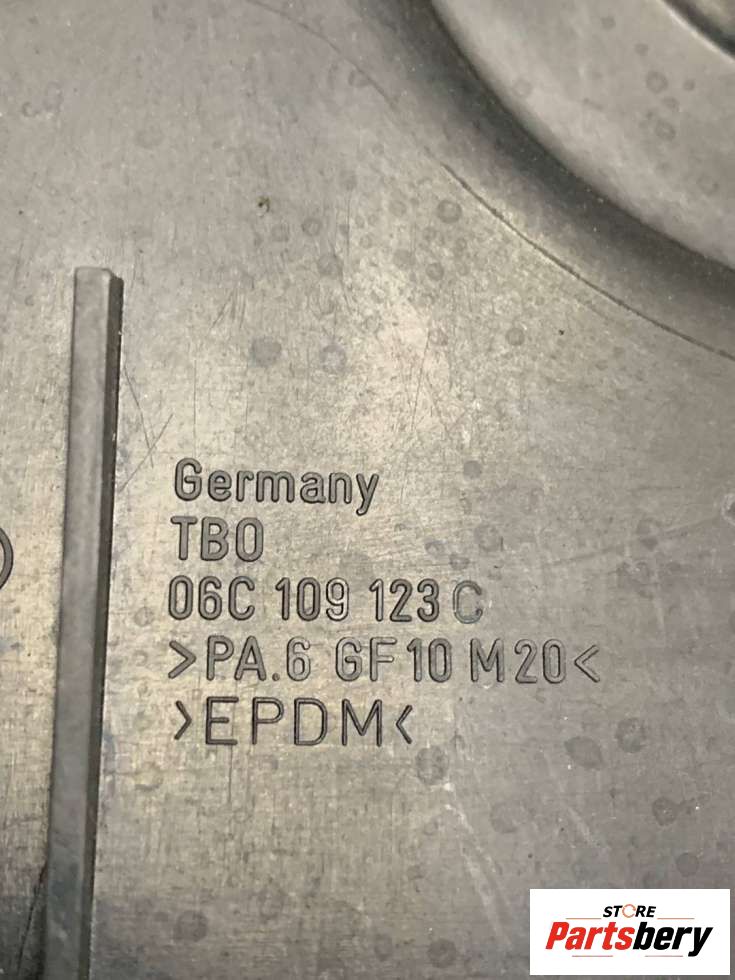 Germany
TBO
06C 109 123 C
>PA.6 GF10 M20<
>EPDM<
STORE
Partsbery